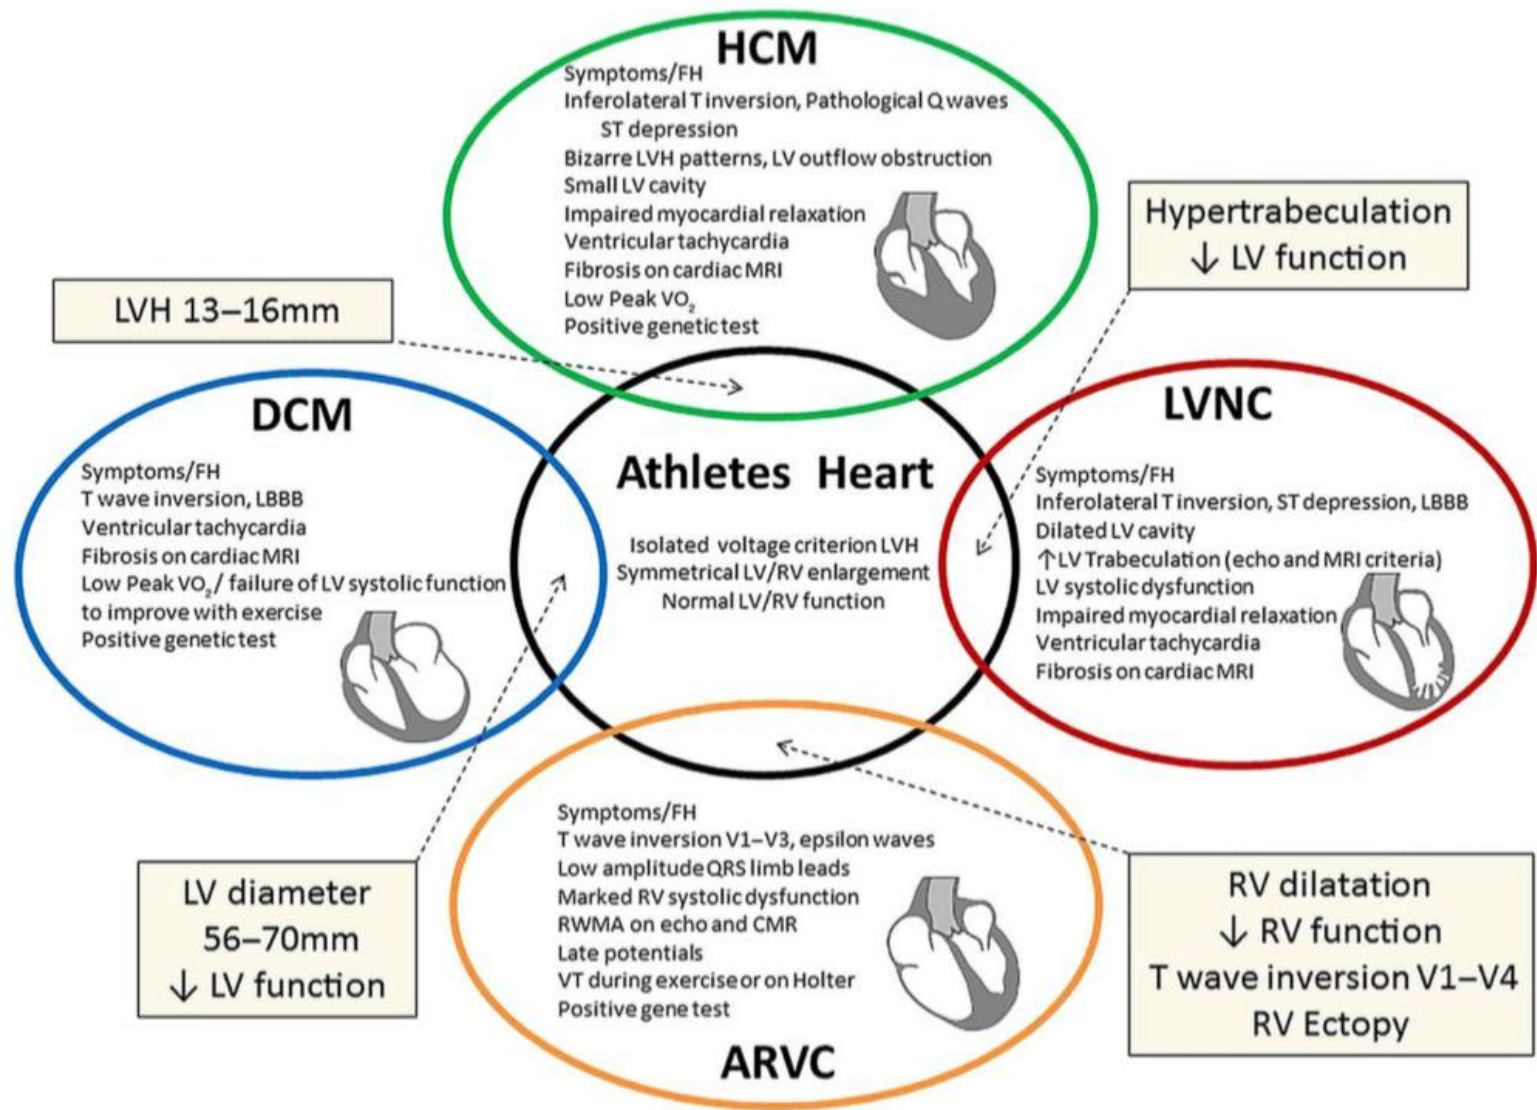 HCM
Symptoms/FH
Inferolateral T inversion, Pathological Q waves
ST depression
Bizarre LVH patterns, LV outflow obstruction
Small LV cavity
Impaired myocardial relaxation
Ventricular tachycardia
Fibrosis on cardiac MRI
Low Peak VO₂
Positive genetic test
Hypertrabeculation
↓ LV function
LVH 13–16mm
DCM
Symptoms/FH
T wave inversion, LBBB
Ventricular tachycardia
Fibrosis on cardiac MRI
Low Peak VO₂/ failure of LV systolic function
to improve with exercise
Positive genetic test
Athletes Heart
Isolated voltage criterion LVH
Symmetrical LV/RV enlargement
Normal LV/RV function
LVNC
Symptoms/FH
Inferolateral T inversion, ST depression, LBBB
Dilated LV cavity
↑LV Trabeculation (echo and MRI criteria)
LV systolic dysfunction
Impaired myocardial relaxation
Ventricular tachycardia
Fibrosis on cardiac MRI
LV diameter
56–70mm
↓ LV function
Symptoms/FH
T wave inversion V1–V3, epsilon waves
Low amplitude QRS limb leads
Marked RV systolic dysfunction
RWMA on echo and CMR
Late potentials
VT during exercise or on Holter
Positive gene test
ARVC
RV dilatation
↓ RV function
T wave inversion V1–V4
RV Ectopy